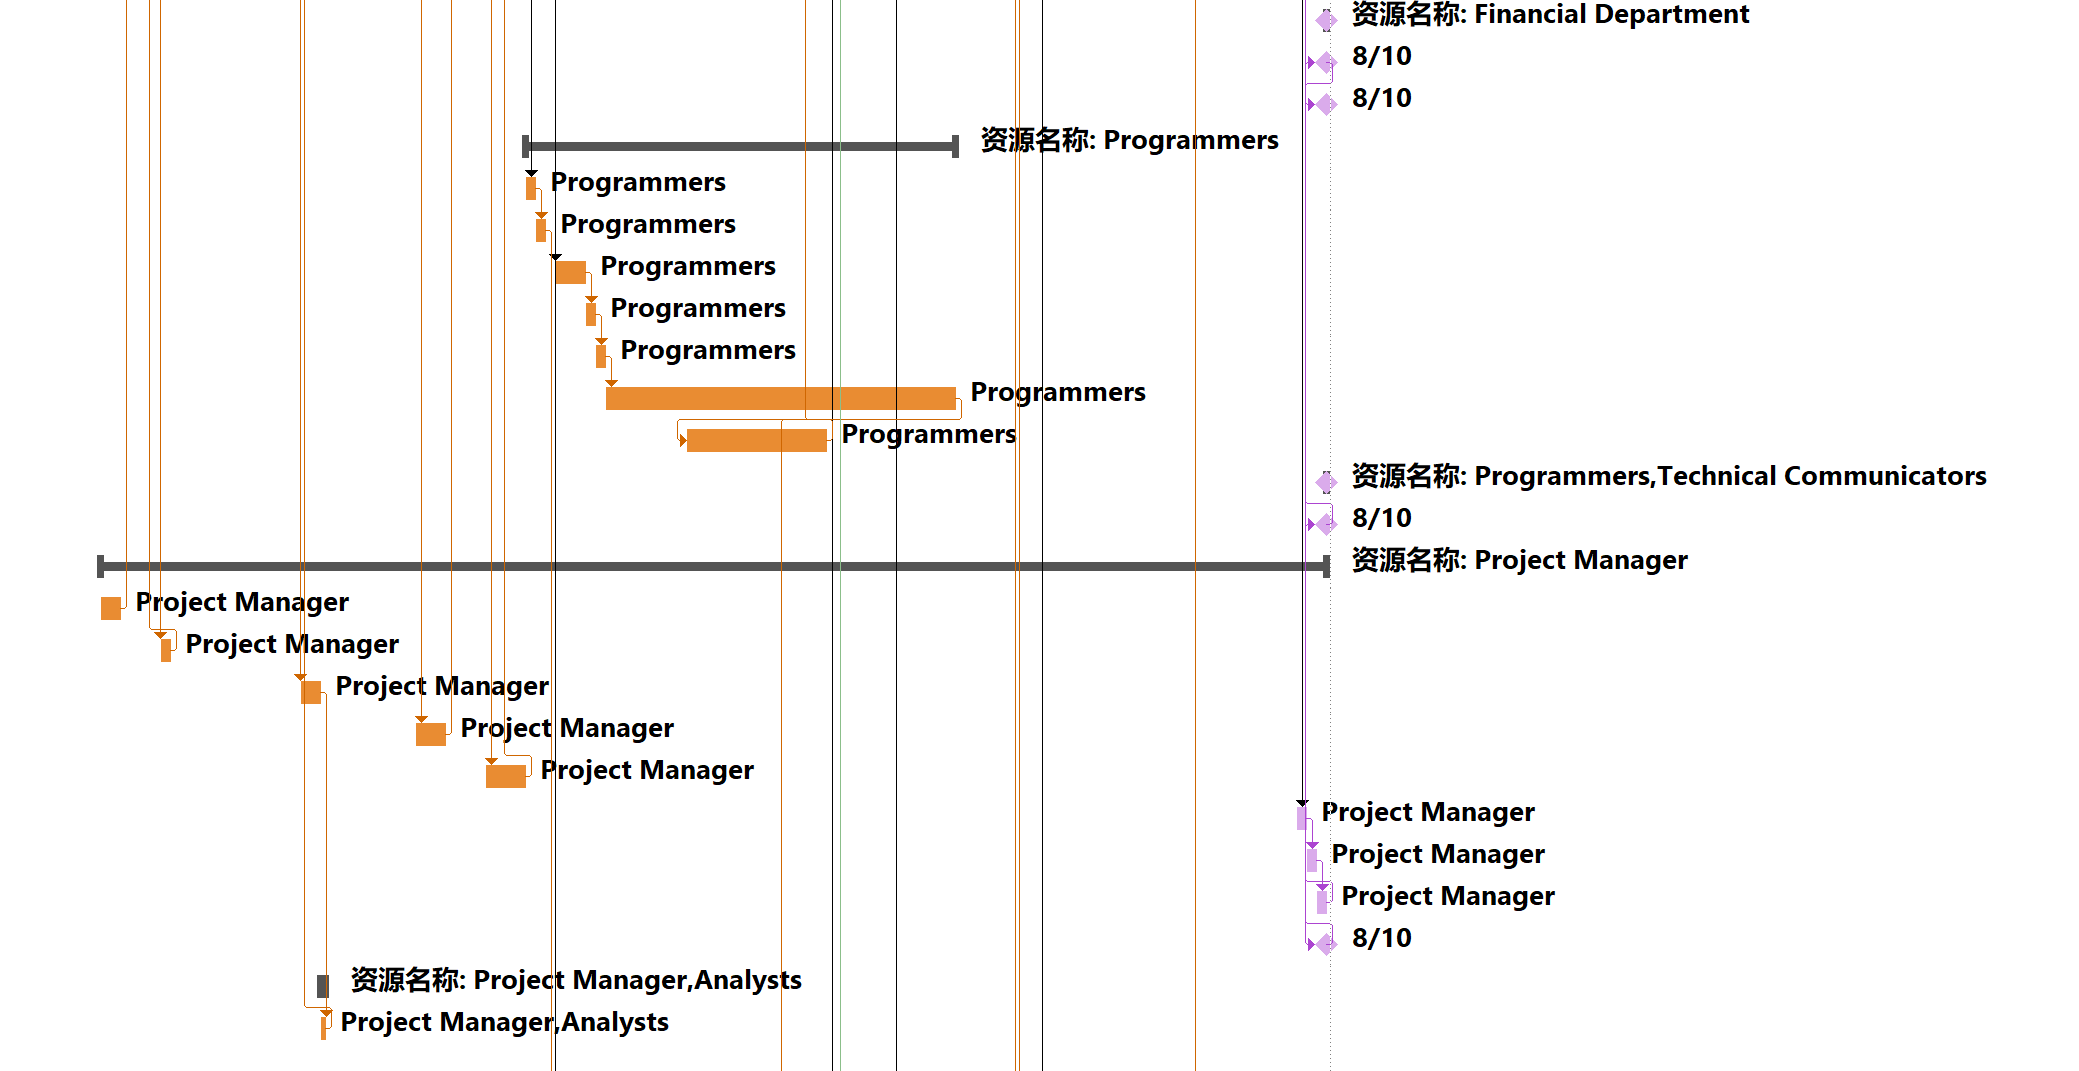 资源名称: Financial Department
8/10
8/10
资源名称: Programmers
Programmers
Programmers
Programmers
Programmers
Programmers
Programmers
Programmers
资源名称: Programmers,Technical Communicators
8/10
资源名称: Project Manager
Project Manager
Project Manager
Project Manager
Project Manager
Project Manager
Project Manager
Project Manager
Project Manager
8/10
资源名称: Project Manager,Analysts
Project Manager,Analysts